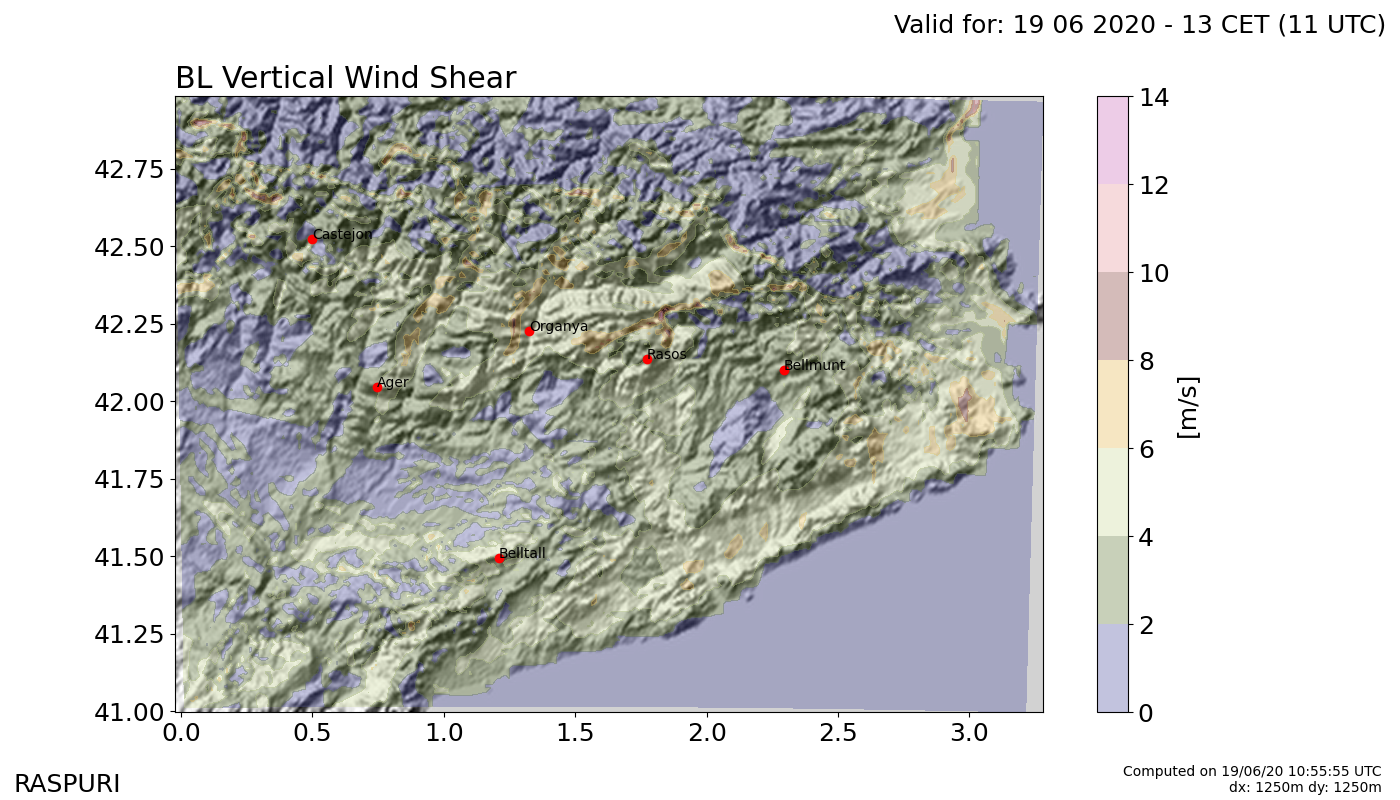 Valid for: 19 06 2020 - 13 CET (11 UTC)
BL Vertical Wind Shear
14
12
10
8
6
4
2
0
[m/s]
42.75
42.50
42.25
42.00
41.75
41.50
41.25
41.00
Castejon
Organya
Rasos
Bellmunt
Ager
Belltall
0.0 0.5 1.0 1.5 2.0 2.5 3.0
RASPURI
Computed on 19/06/20 10:55:55 UTC
dx: 1250m dy: 1250m